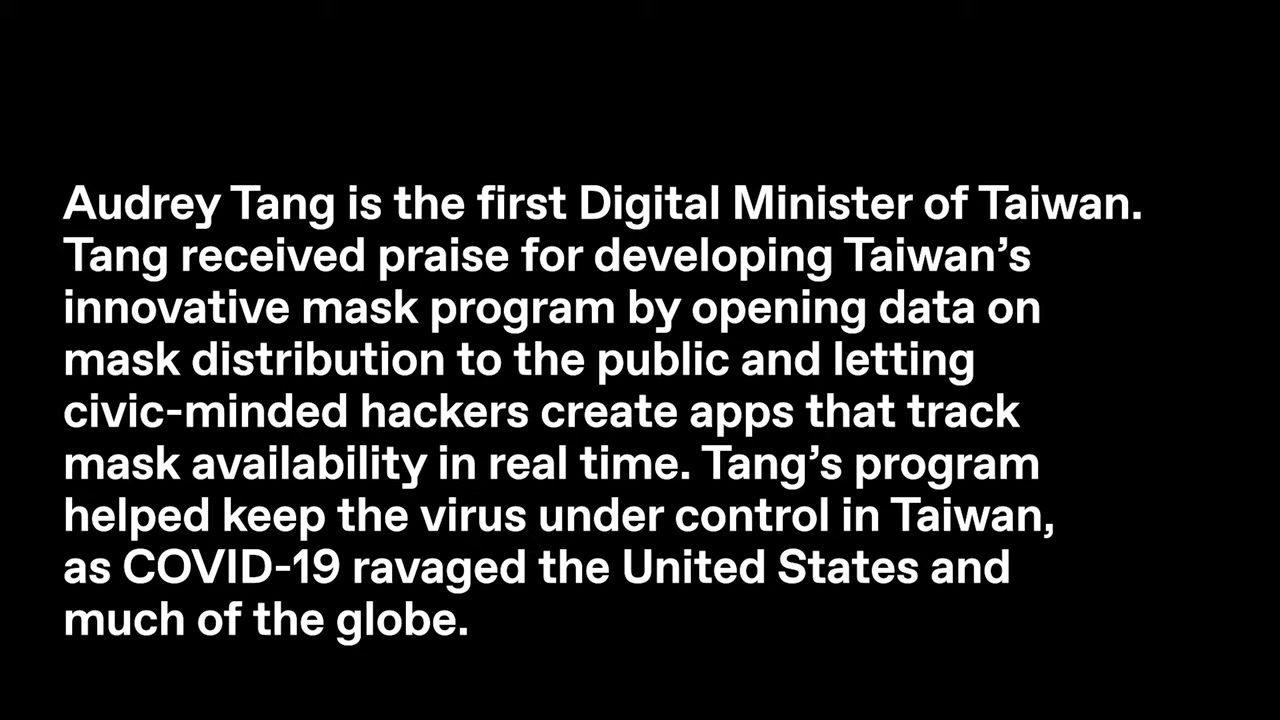 Audrey Tang is the first Digital Minister of Taiwan.
Tang received praise for developing Taiwan’s
innovative mask program by opening data on
mask distribution to the public and letting
civic-minded hackers create apps that track
mask availability in real time. Tang’s program
helped keep the virus under control in Taiwan,
as COVID-19 ravaged the United States and
much of the globe.